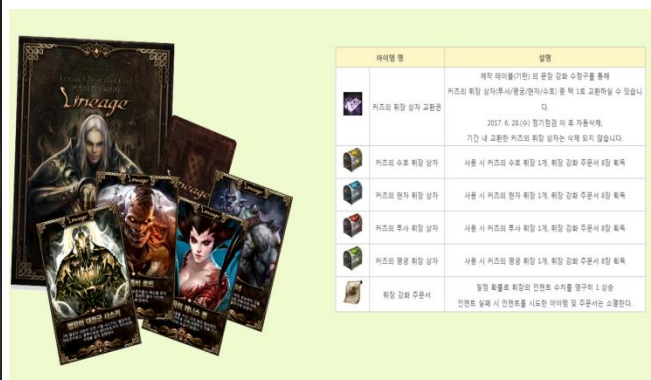 Lineage
Lineage
Lineage
아이템 명
설명
커츠의 휘장 상자 교환권
제작 테이블(기란) 의 문장 강화 수정구를 통해
커츠의 휘장 상자(투사/명궁/현자/수호) 중 택 1로 교환하실 수 있습니
다.
2017. 6. 28.(수) 정기점검 이 후 자동삭제,
기간 내 교환한 커츠의 휘장 상자는 삭제 되지 않습니다.
커츠의 수호 휘장 상자
사용 시 커츠의 수호 휘장 1개, 휘장 강화 주문서 8장 획득
커츠의 현자 휘장 상자
사용 시 커츠의 현자 휘장 1개, 휘장 강화 주문서 8장 획득
커츠의 투사 휘장 상자
사용 시 커츠의 투사 휘장 1개, 휘장 강화 주문서 8장 획득
커츠의 명궁 휘장 상자
사용 시 커츠의 명궁 휘장 1개, 휘장 강화 주문서 8장 획득
휘장 강화 주문서
일정 확률로 휘장의 인챈트 수치를 영구히 1 상승
인챈트 실패 시 인챈트를 시도한 아이템 및 주문서는 소멸한다.